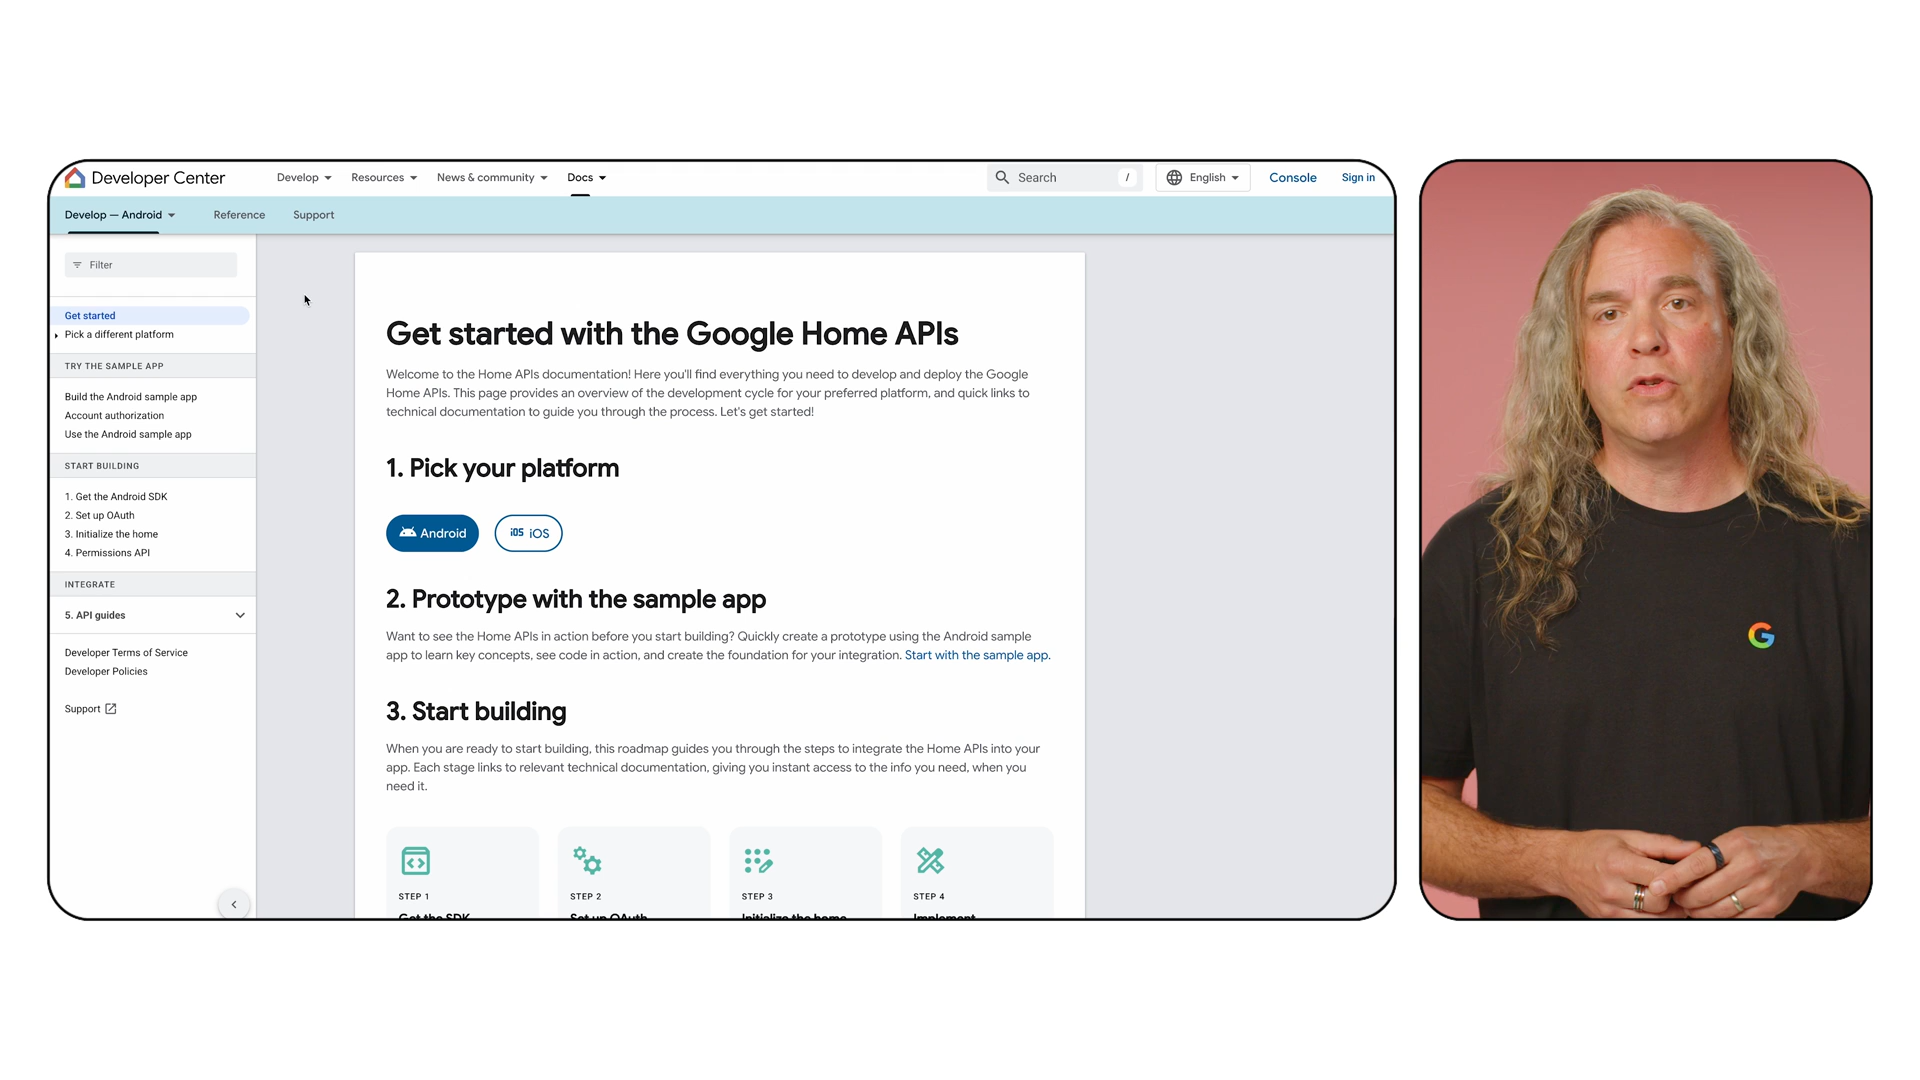 Developer Center
Develop
Resources
News & community
Docs
Search
/
English
Console
Sign in
Develop — Android
Reference
Support
Filter
Get started
Pick a different platform
TRY THE SAMPLE APP
Build the Android sample app
Account authorization
Use the Android sample app
START BUILDING
1. Get the Android SDK
2. Set up OAuth
3. Initialize the home
4. Permissions API
INTEGRATE
5. API guides
Developer Terms of Service
Developer Policies
Support
Get started with the Google Home APIs
Welcome to the Home APIs documentation! Here you'll find everything you need to develop and deploy the Google
Home APIs. This page provides an overview of the development cycle for your preferred platform, and quick links to
technical documentation to guide you through the process. Let's get started!
1. Pick your platform
Android
iOS iOS
2. Prototype with the sample app
Want to see the Home APIs in action before you start building? Quickly create a prototype using the Android sample
app to learn key concepts, see code in action, and create the foundation for your integration. Start with the sample app.
3. Start building
When you are ready to start building, this roadmap guides you through the steps to integrate the Home APIs into your
app. Each stage links to relevant technical documentation, giving you instant access to the info you need, when you
need it.
STEP 1
Get the SDK
STEP 2
Set up OAuth
STEP 3
Initialize the home
STEP 4
Implement
G